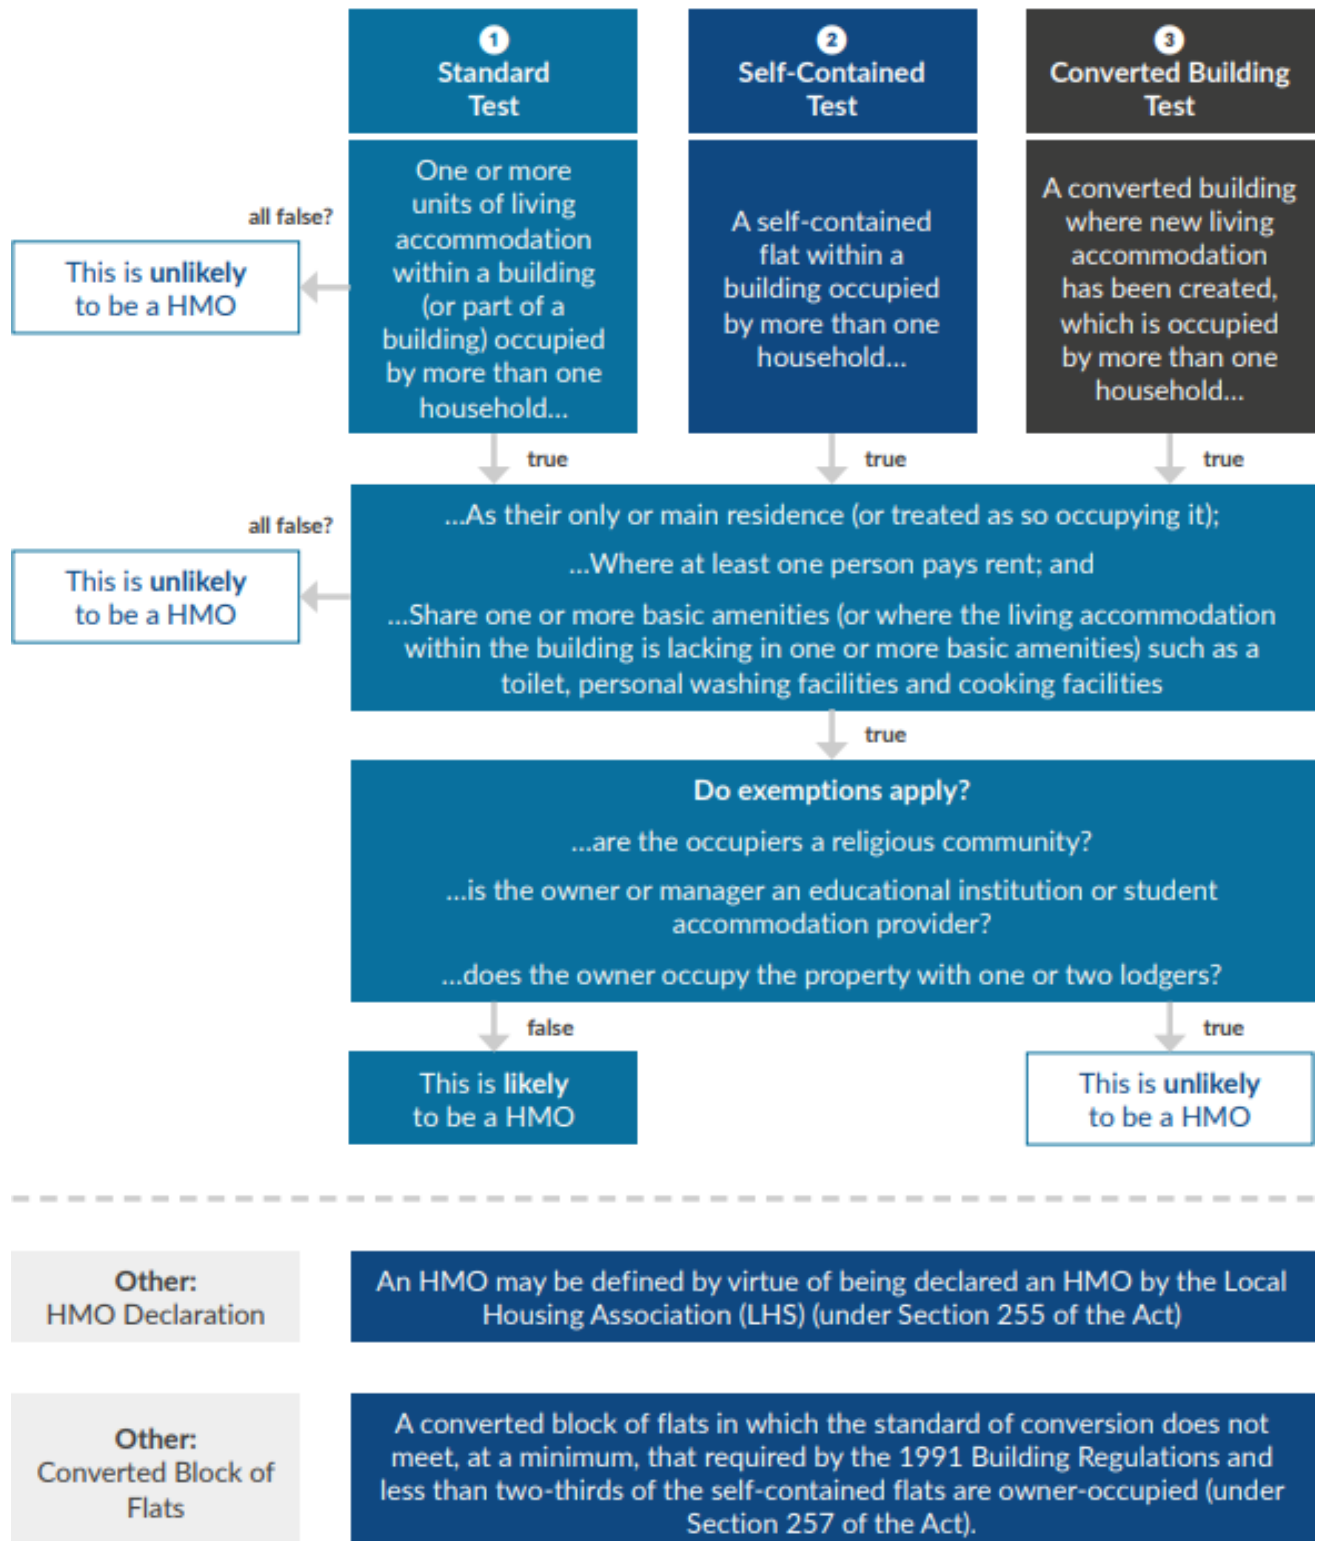 1
Standard
Test
2
Self-Contained
Test
3
Converted Building
Test
One or more
units of living
accommodation
within a building
(or part of a
building) occupied
by more than one
household...
A self-contained
flat within a
building occupied
by more than one
household...
A converted building
where new living
accommodation
has been created,
which is occupied
by more than one
household...
all false?
This is unlikely
to be a HMO
true
true
true
all false?
This is unlikely
to be a HMO
...As their only or main residence (or treated as so occupying it);
...Where at least one person pays rent; and
...Share one or more basic amenities (or where the living accommodation
within the building is lacking in one or more basic amenities) such as a
toilet, personal washing facilities and cooking facilities
true
Do exemptions apply?
...are the occupiers a religious community?
...is the owner or manager an educational institution or student
accommodation provider?
...does the owner occupy the property with one or two lodgers?
false
true
This is likely
to be a HMO
This is unlikely
to be a HMO
Other:
HMO Declaration
An HMO may be defined by virtue of being declared an HMO by the Local
Housing Association (LHS) (under Section 255 of the Act)
Other:
Converted Block of
Flats
A converted block of flats in which the standard of conversion does not
meet, at a minimum, that required by the 1991 Building Regulations and
less than two-thirds of the self-contained flats are owner-occupied (under
Section 257 of the Act).